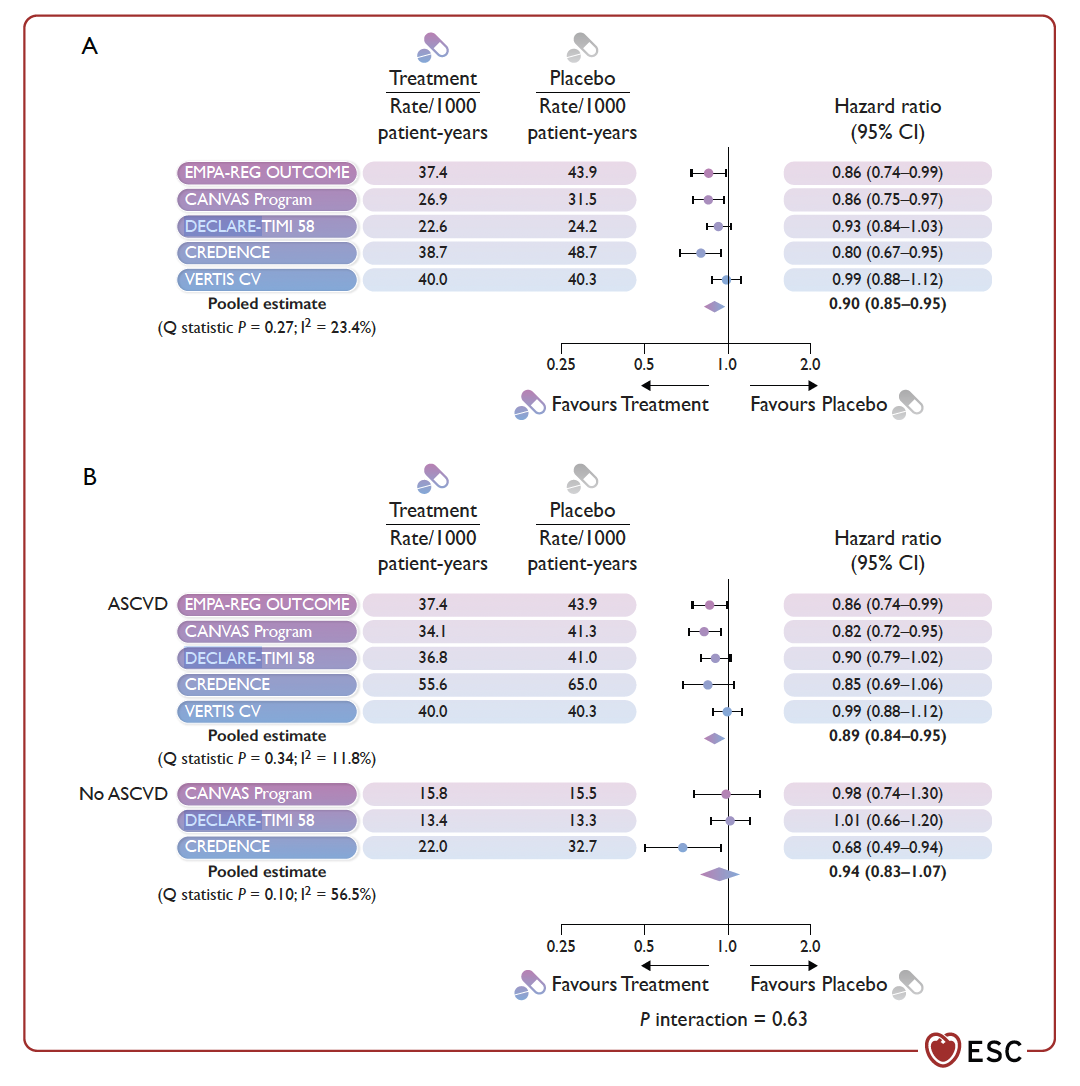 A
Treatment
Rate/1000
patient-years
Placebo
Rate/1000
patient-years
Hazard ratio
(95% CI)
EMPA-REG OUTCOME 37.4 43.9 0.86 (0.74–0.99)
CANVAS Program 26.9 31.5 0.86 (0.75–0.97)
DECLARE-TIMI 58 22.6 24.2 0.93 (0.84–1.03)
CREDENCE 38.7 48.7 0.80 (0.67–0.95)
VERTIS CV 40.0 40.3 0.99 (0.88–1.12)
Pooled estimate 0.90 (0.85–0.95)
(Q statistic P = 0.27; I² = 23.4%)
0.25 0.5 1.0 2.0
Favours Treatment Favours Placebo
B
Treatment
Rate/1000
patient-years
Placebo
Rate/1000
patient-years
Hazard ratio
(95% CI)
ASCVD EMPA-REG OUTCOME 37.4 43.9 0.86 (0.74–0.99)
CANVAS Program 34.1 41.3 0.82 (0.72–0.95)
DECLARE-TIMI 58 36.8 41.0 0.90 (0.79–1.02)
CREDENCE 55.6 65.0 0.85 (0.69–1.06)
VERTIS CV 40.0 40.3 0.99 (0.88–1.12)
Pooled estimate 0.89 (0.84–0.95)
(Q statistic P = 0.34; I² = 11.8%)
No ASCVD CANVAS Program 15.8 15.5 0.98 (0.74–1.30)
DECLARE-TIMI 58 13.4 13.3 1.01 (0.66–1.20)
CREDENCE 22.0 32.7 0.68 (0.49–0.94)
Pooled estimate 0.94 (0.83–1.07)
(Q statistic P = 0.10; I² = 56.5%)
0.25 0.5 1.0 2.0
Favours Treatment Favours Placebo
P interaction = 0.63
ESC